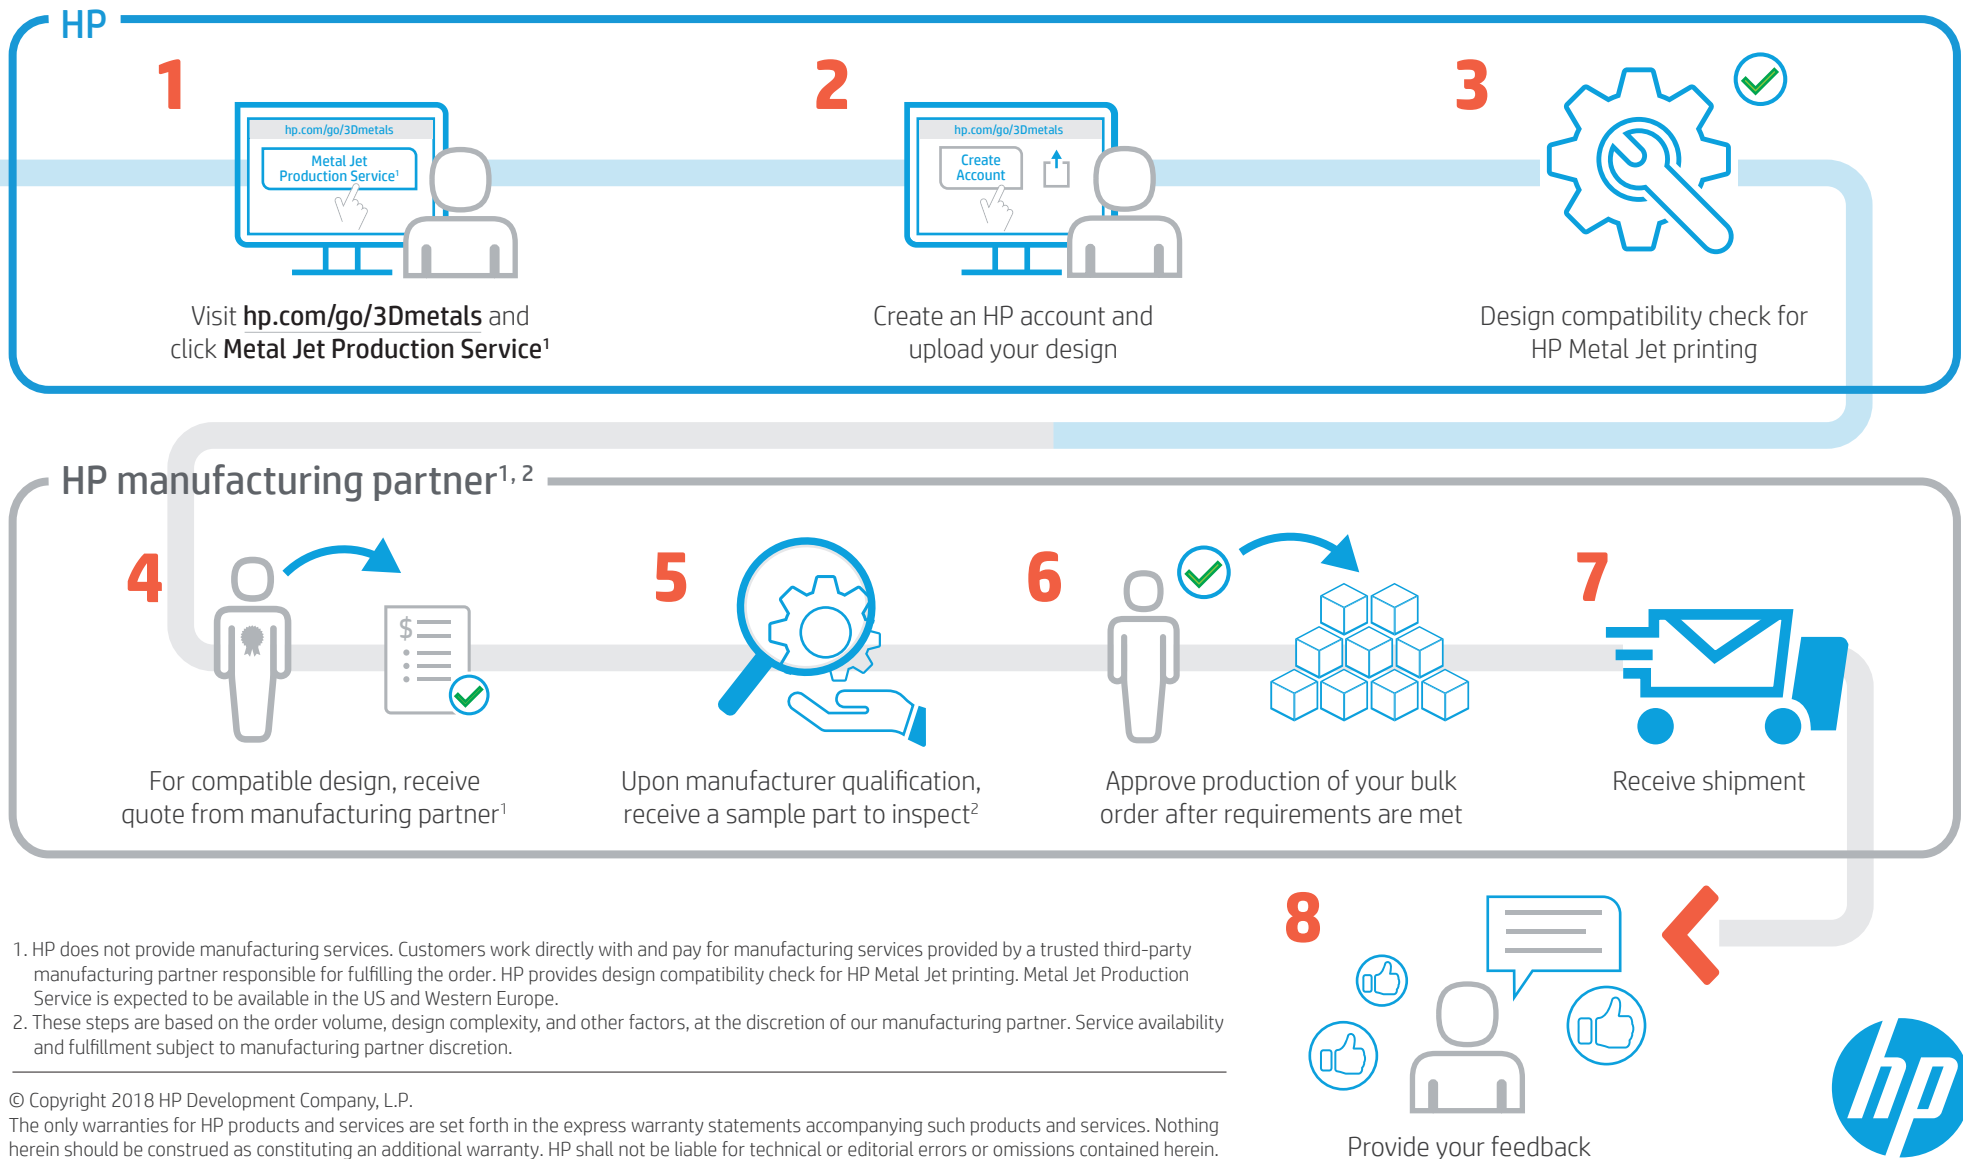 HP
1
2
3
hp.com/go/3Dmetals
Metal Jet
Production Service¹
hp.com/go/3Dmetals
Create
Account
Visit hp.com/go/3Dmetals and
click Metal Jet Production Service¹
Create an HP account and
upload your design
Design compatibility check for
HP Metal Jet printing
HP manufacturing partner¹, ²
4
5
6
7
$
For compatible design, receive
quote from manufacturing partner¹
Upon manufacturer qualification,
receive a sample part to inspect²
Approve production of your bulk
order after requirements are met
Receive shipment
8
Provide your feedback
1. HP does not provide manufacturing services. Customers work directly with and pay for manufacturing services provided by a trusted third-party
manufacturing partner responsible for fulfilling the order. HP provides design compatibility check for HP Metal Jet printing. Metal Jet Production
Service is expected to be available in the US and Western Europe.
2. These steps are based on the order volume, design complexity, and other factors, at the discretion of our manufacturing partner. Service availability
and fulfillment subject to manufacturing partner discretion.
© Copyright 2018 HP Development Company, L.P.
The only warranties for HP products and services are set forth in the express warranty statements accompanying such products and services. Nothing
herein should be construed as constituting an additional warranty. HP shall not be liable for technical or editorial errors or omissions contained herein.
hp